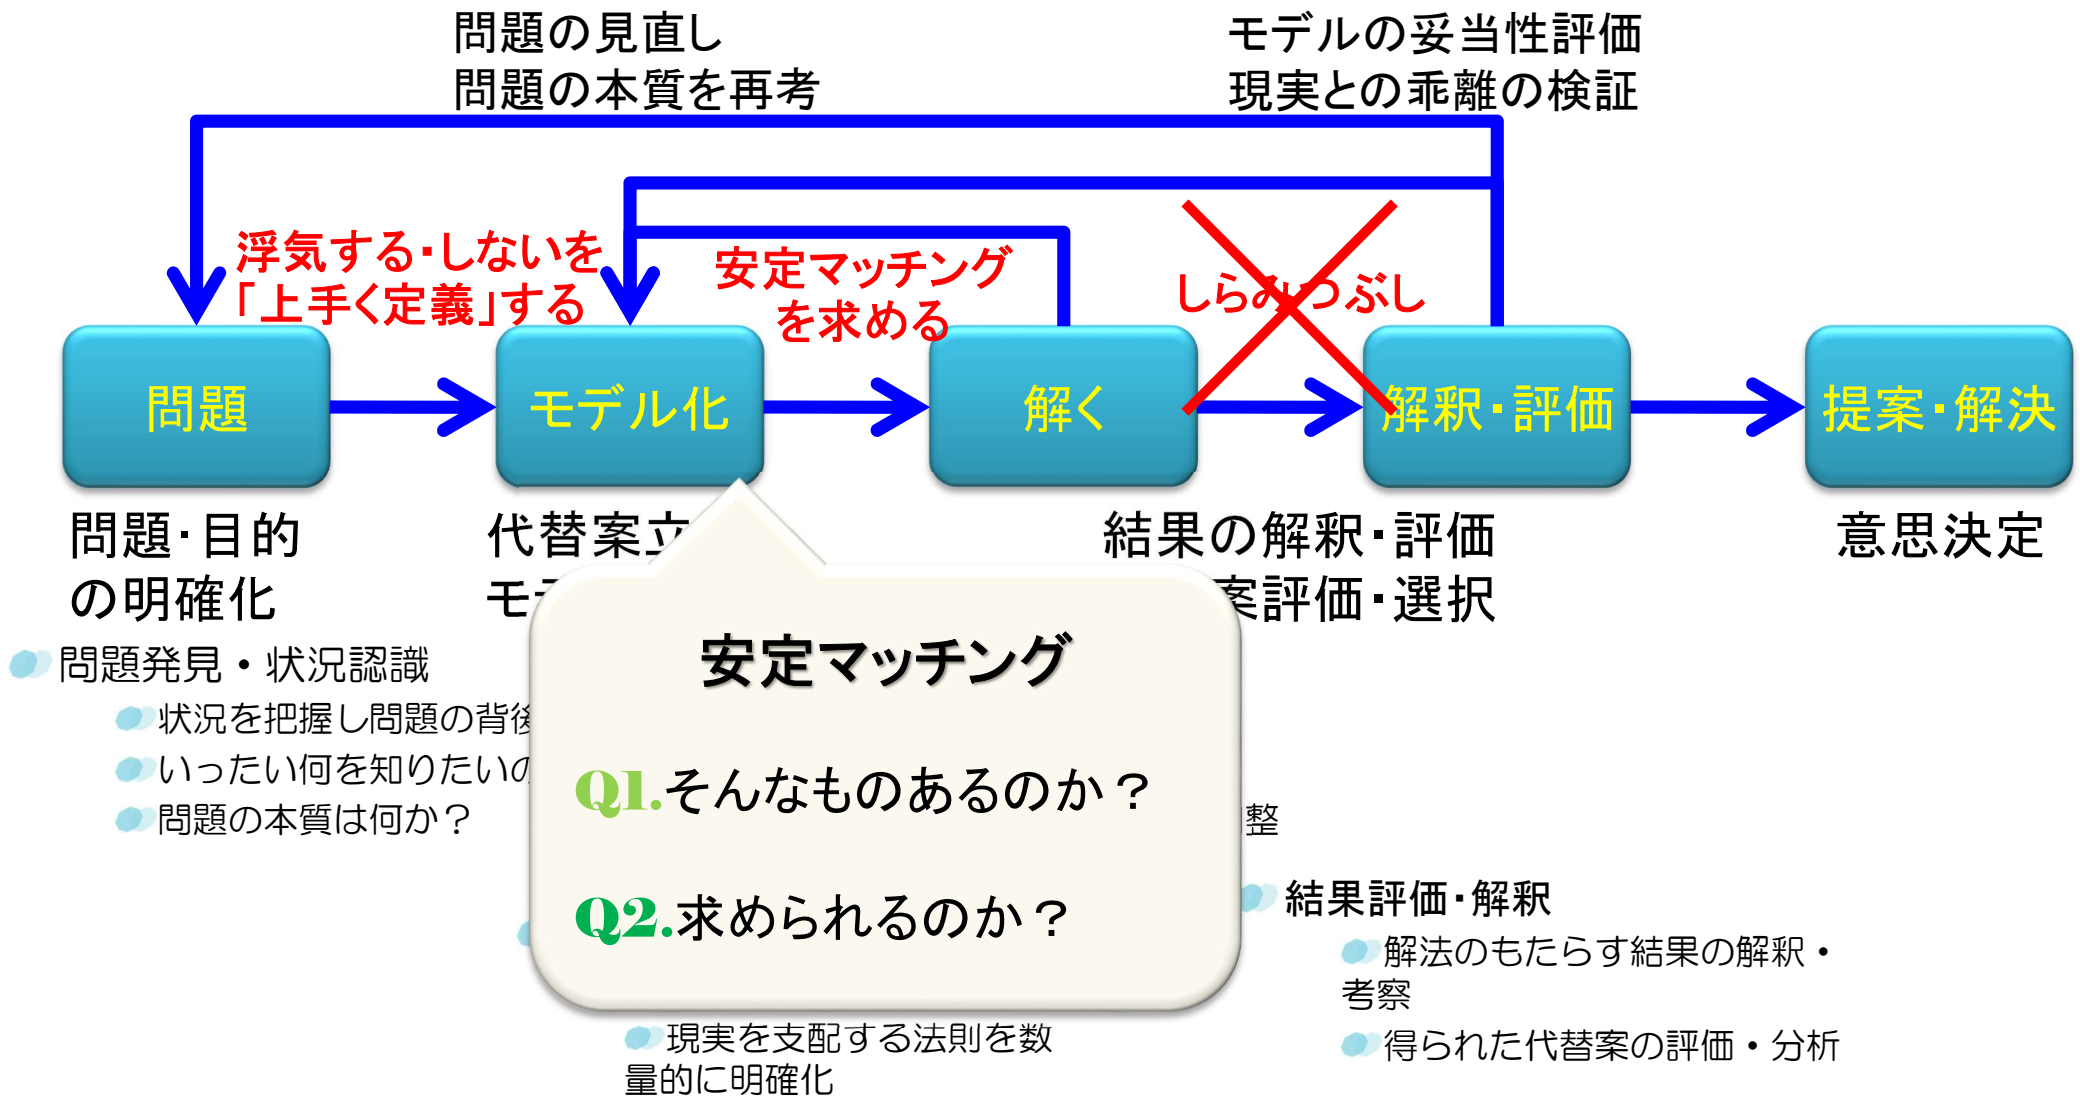 問題の見直し
問題の本質を再考
モデルの妥当性評価
現実との乖離の検証
浮気する・しないを
「上手く定義」する
安定マッチング
を求める
しらみつぶし
問題
モデル化
解く
解釈・評価
提案・解決
問題・目的
の明確化
代替案立
モ
結果の解釈・評価
案評価・選択
意思決定
問題発見・状況認識
状況を把握し問題の背後
いったい何を知りたいの
問題の本質は何か？
安定マッチング
Q1.そんなものあるのか？
Q2.求められるのか？
整
結果評価・解釈
解法のもたらす結果の解釈・
考察
得られた代替案の評価・分析
現実を支配する法則を数
量的に明確化